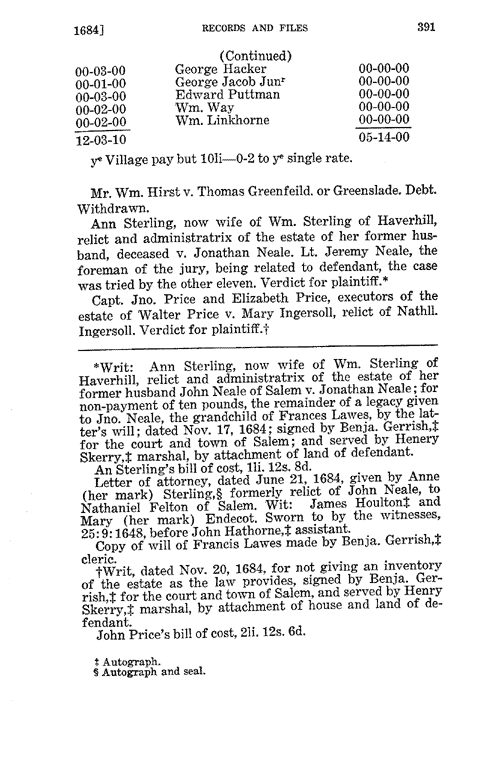 1684] RECORDS AND FILES 391
(Continued)
00-03-00 George Hacker 00-00-00
00-01-00 George Jacob Junʳ 00-00-00
00-03-00 Edward Puttman 00-00-00
00-02-00 Wm. Way 00-00-00
00-02-00 Wm. Linkhorne 00-00-00
12-03-10 05-14-00
yᵉ Village pay but 10li—0-2 to yᵉ single rate.
Mr. Wm. Hirst v. Thomas Greenfeild. or Greenslade. Debt.
Withdrawn.
Ann Sterling, now wife of Wm. Sterling of Haverhill,
relict and administratrix of the estate of her former hus-
band, deceased v. Jonathan Neale. Lt. Jeremy Neale, the
foreman of the jury, being related to defendant, the case
was tried by the other eleven. Verdict for plaintiff.*
Capt. Jno. Price and Elizabeth Price, executors of the
estate of Walter Price v. Mary Ingersoll, relict of Nathll.
Ingersoll. Verdict for plaintiff.†
*Writ: Ann Sterling, now wife of Wm. Sterling of
Haverhill, relict and administratrix of the estate of her
former husband John Neale of Salem v. Jonathan Neale; for
non-payment of ten pounds, the remainder of a legacy given
to Jno. Neale, the grandchild of Frances Lawes, by the lat-
ter's will; dated Nov. 17, 1684; signed by Benja. Gerrish,‡
for the court and town of Salem; and served by Henery
Skerry,‡ marshal, by attachment of land of defendant.
An Sterling's bill of cost, 1li. 12s. 8d.
Letter of attorney, dated June 21, 1684, given by Anne
(her mark) Sterling,§ formerly relict of John Neale, to
Nathaniel Felton of Salem. Wit: James Houlton‡ and
Mary (her mark) Endecot. Sworn to by the witnesses,
25:9:1648, before John Hathorne,‡ assistant.
Copy of will of Francis Lawes made by Benja. Gerrish,‡
cleric.
†Writ, dated Nov. 20, 1684, for not giving an inventory
of the estate as the law provides, signed by Benja. Ger-
rish,‡ for the court and town of Salem, and served by Henry
Skerry,‡ marshal, by attachment of house and land of de-
fendant.
John Price's bill of cost, 2li. 12s. 6d.
‡ Autograph.
§ Autograph and seal.